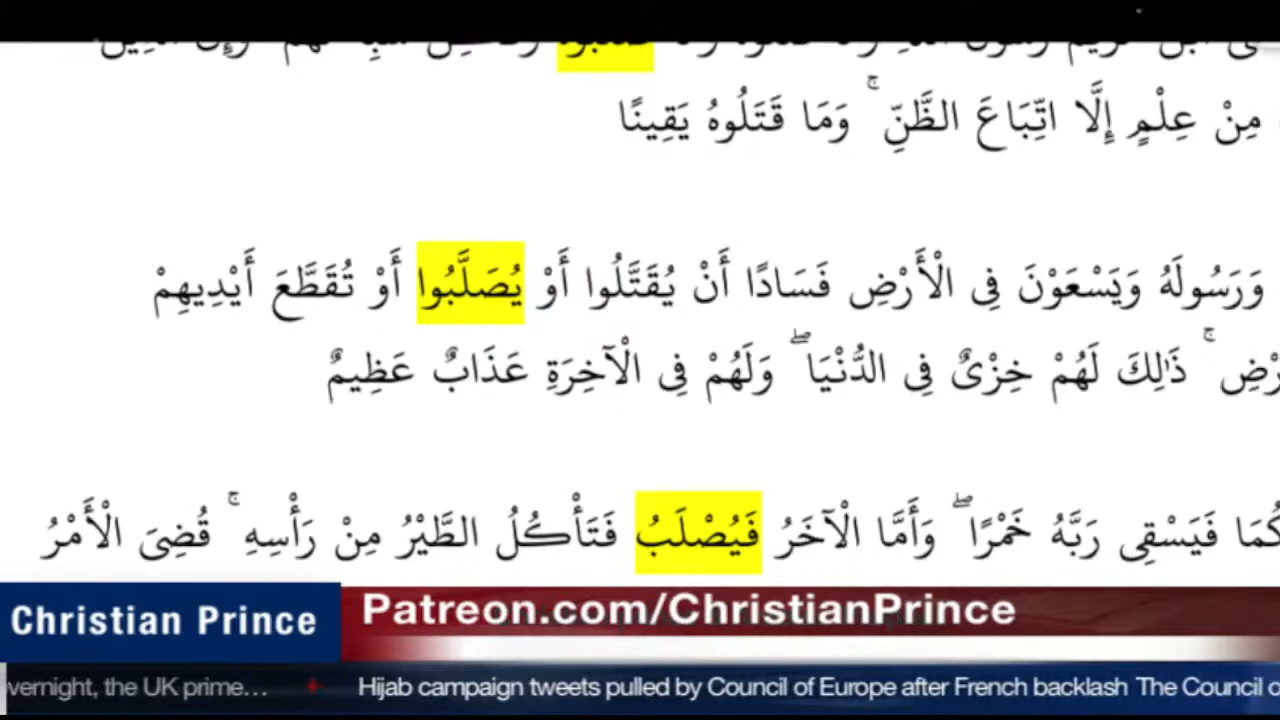 مِنْ عِلْمٍ إِلَّا اتِّبَاعَ الظَّنِّ ۚ وَمَا قَتَلُوهُ يَقِينًا
وَرَسُولَهُ وَيَسْعَوْنَ فِى الْأَرْضِ فَسَادًا أَنْ يُقَتَّلُوا أَوْ يُصَلَّبُوا أَوْ تُقَطَّعَ أَيْدِيهِمْ
ۚ ذَٰلِكَ لَهُمْ خِزْىٌ فِى الدُّنْيَا ۖ وَلَهُمْ فِى الْآخِرَةِ عَذَابٌ عَظِيمٌ
فَيَسْقِى رَبَّهُ خَمْرًا ۖ وَأَمَّا الْآخَرُ فَيُصْلَبُ فَتَأْكُلُ الطَّيْرُ مِنْ رَأْسِهِ ۚ قُضِىَ الْأَمْرُ
Christian Prince Patreon.com/ChristianPrince
vernight, the UK prime... + Hijab campaign tweets pulled by Council of Europe after French backlash The Council o